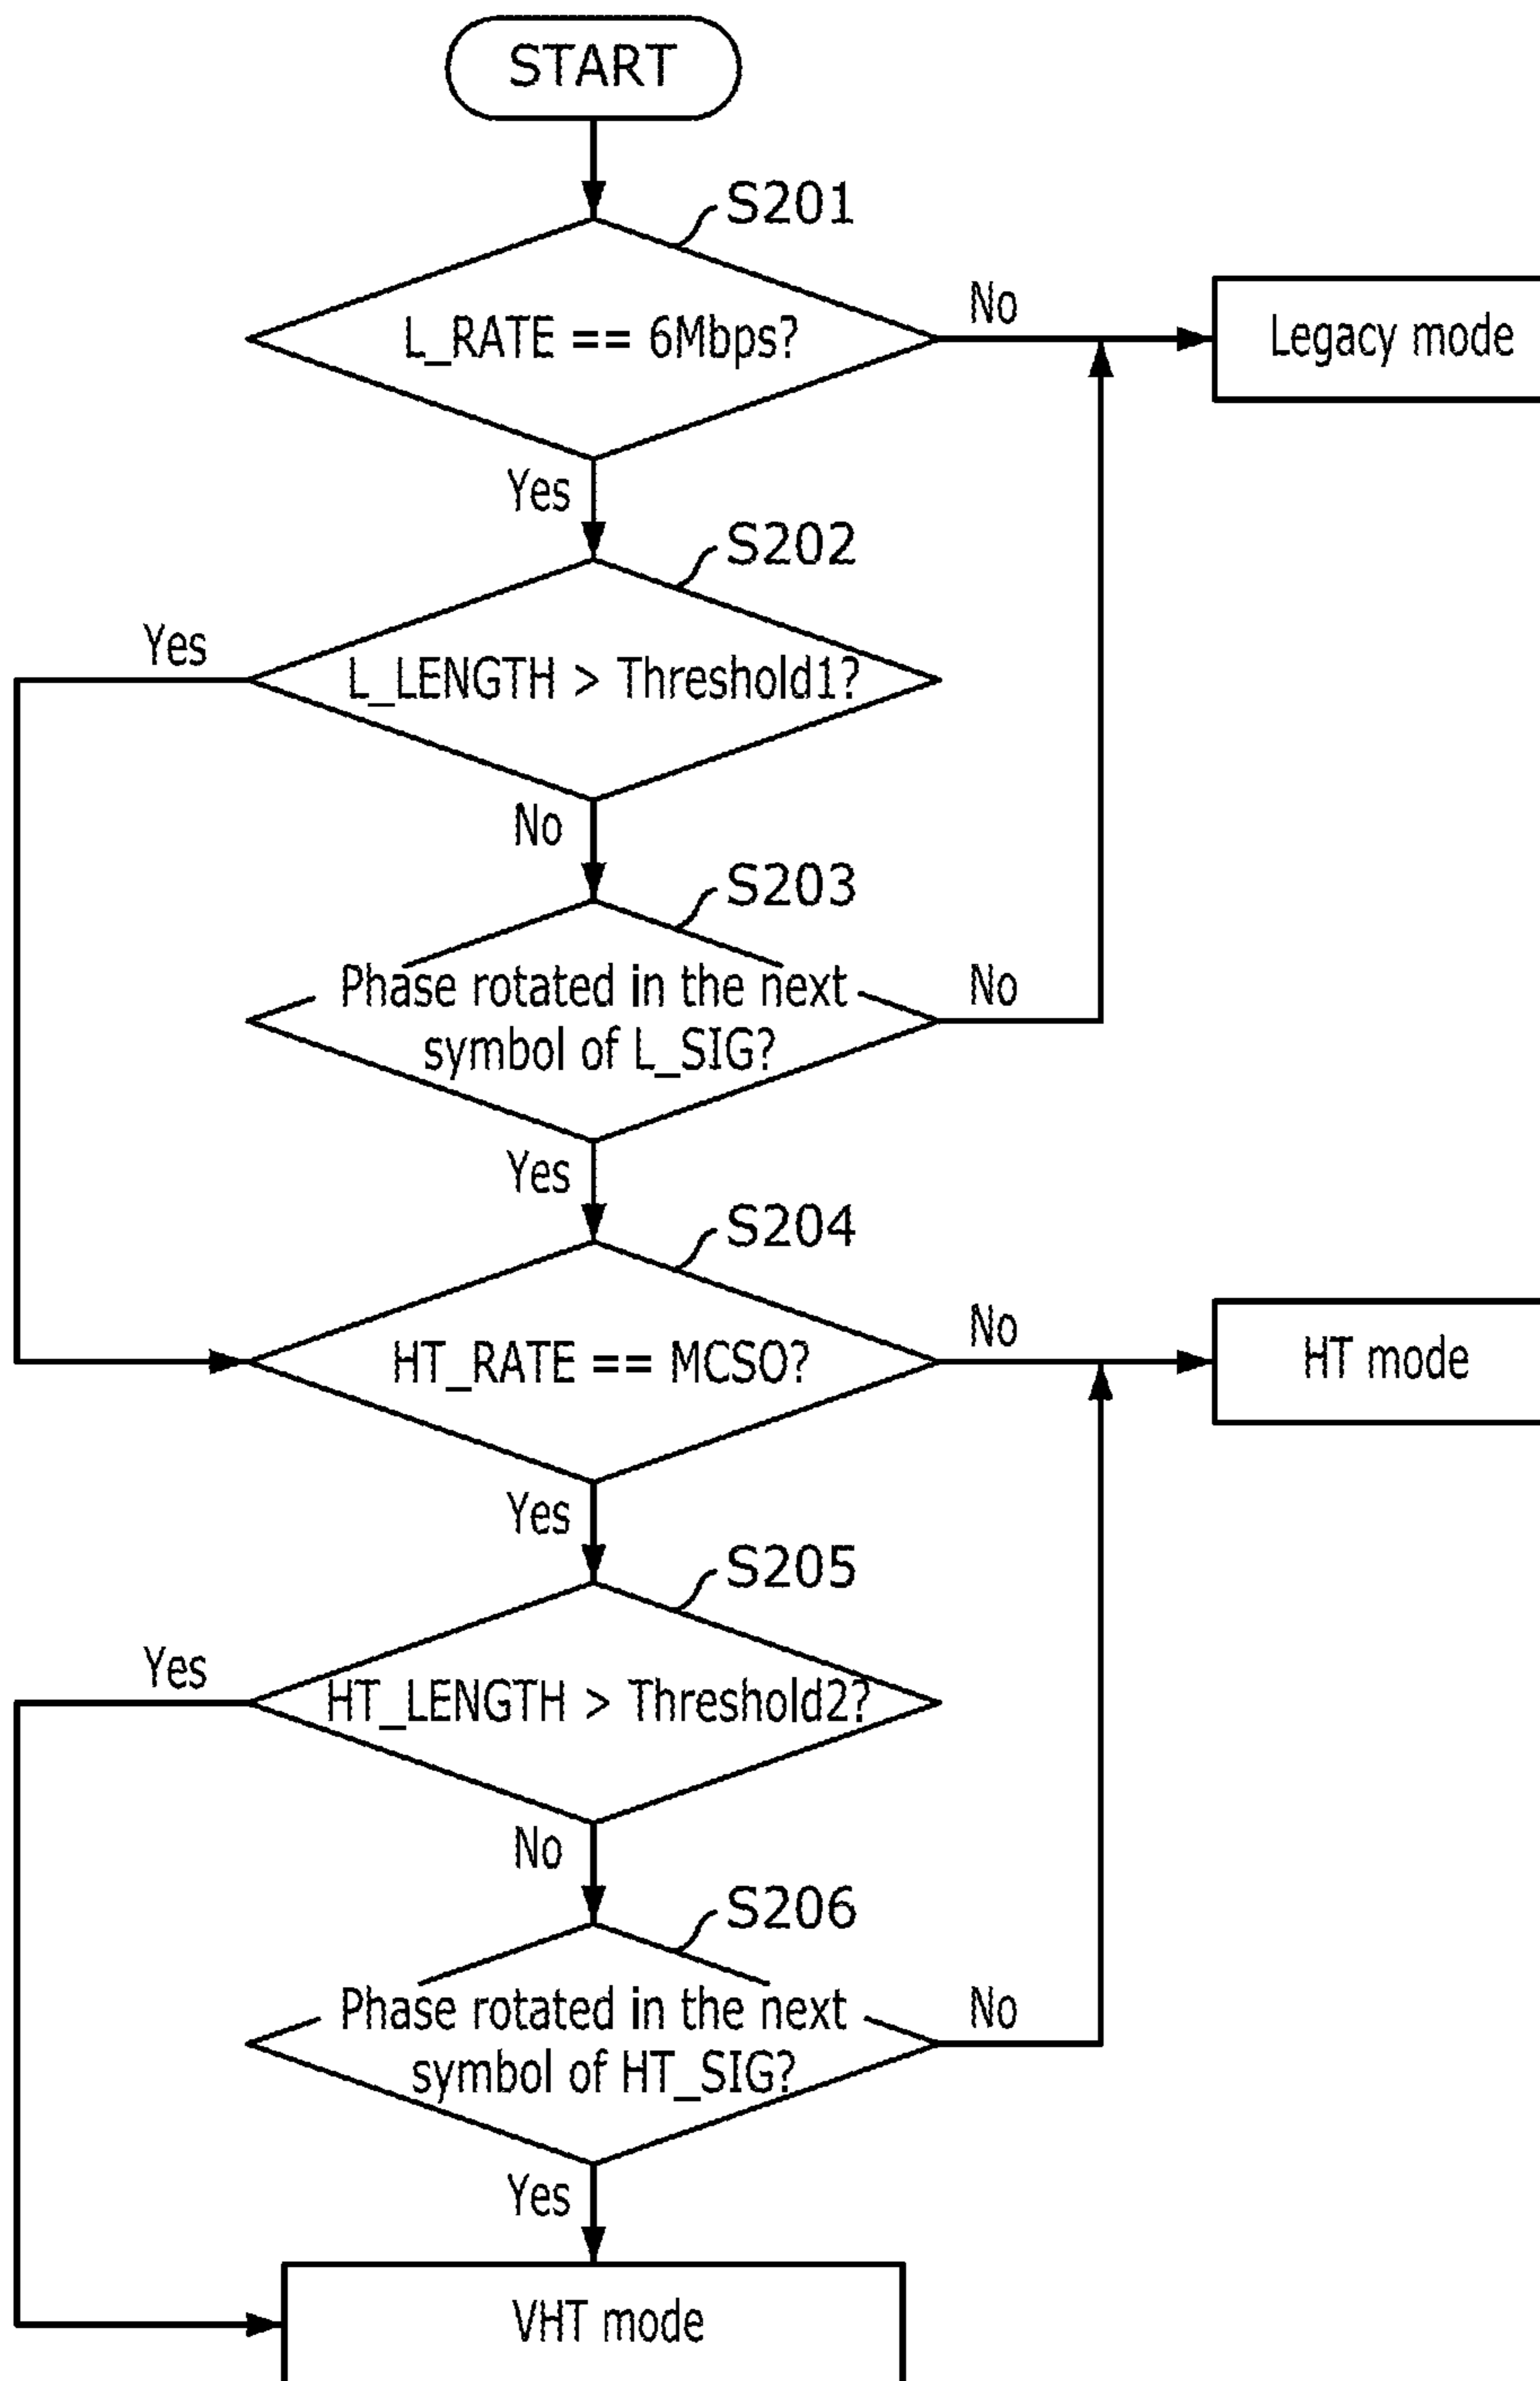 START
S201
L_RATE == 6Mbps?
No
Legacy mode
Yes
S202
Yes
L_LENGTH > Threshold1?
No
S203
Phase rotated in the next
symbol of L_SIG?
No
Yes
S204
HT_RATE == MCSO?
No
HT mode
Yes
S205
Yes
HT_LENGTH > Threshold2?
No
S206
Phase rotated in the next
symbol of HT_SIG?
No
Yes
VHT mode